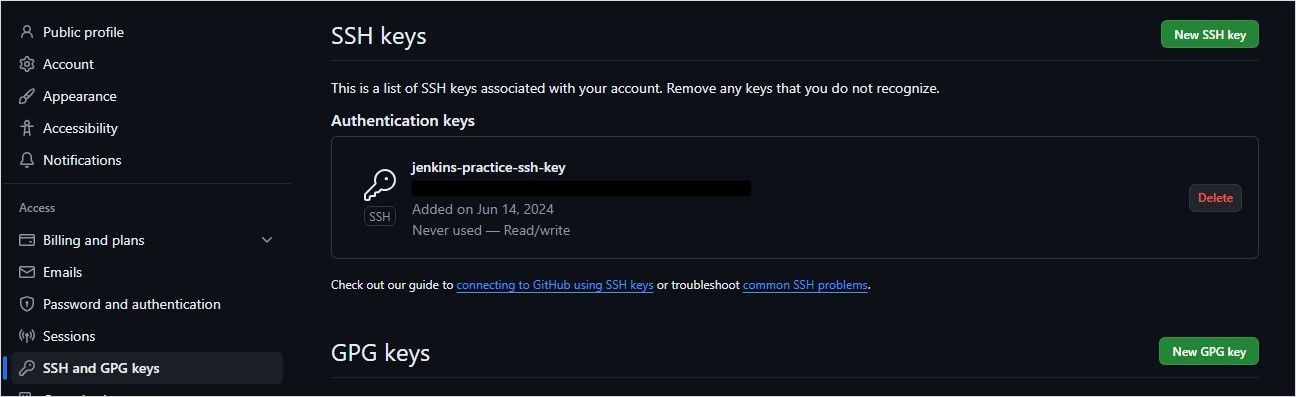 Public profile
Account
Appearance
Accessibility
Notifications
Access
Billing and plans
Emails
Password and authentication
Sessions
SSH and GPG keys
SSH keys
New SSH key
This is a list of SSH keys associated with your account. Remove any keys that you do not recognize.
Authentication keys
jenkins-practice-ssh-key
SSH
Added on Jun 14, 2024
Never used — Read/write
Delete
Check out our guide to connecting to GitHub using SSH keys or troubleshoot common SSH problems.
GPG keys
New GPG key